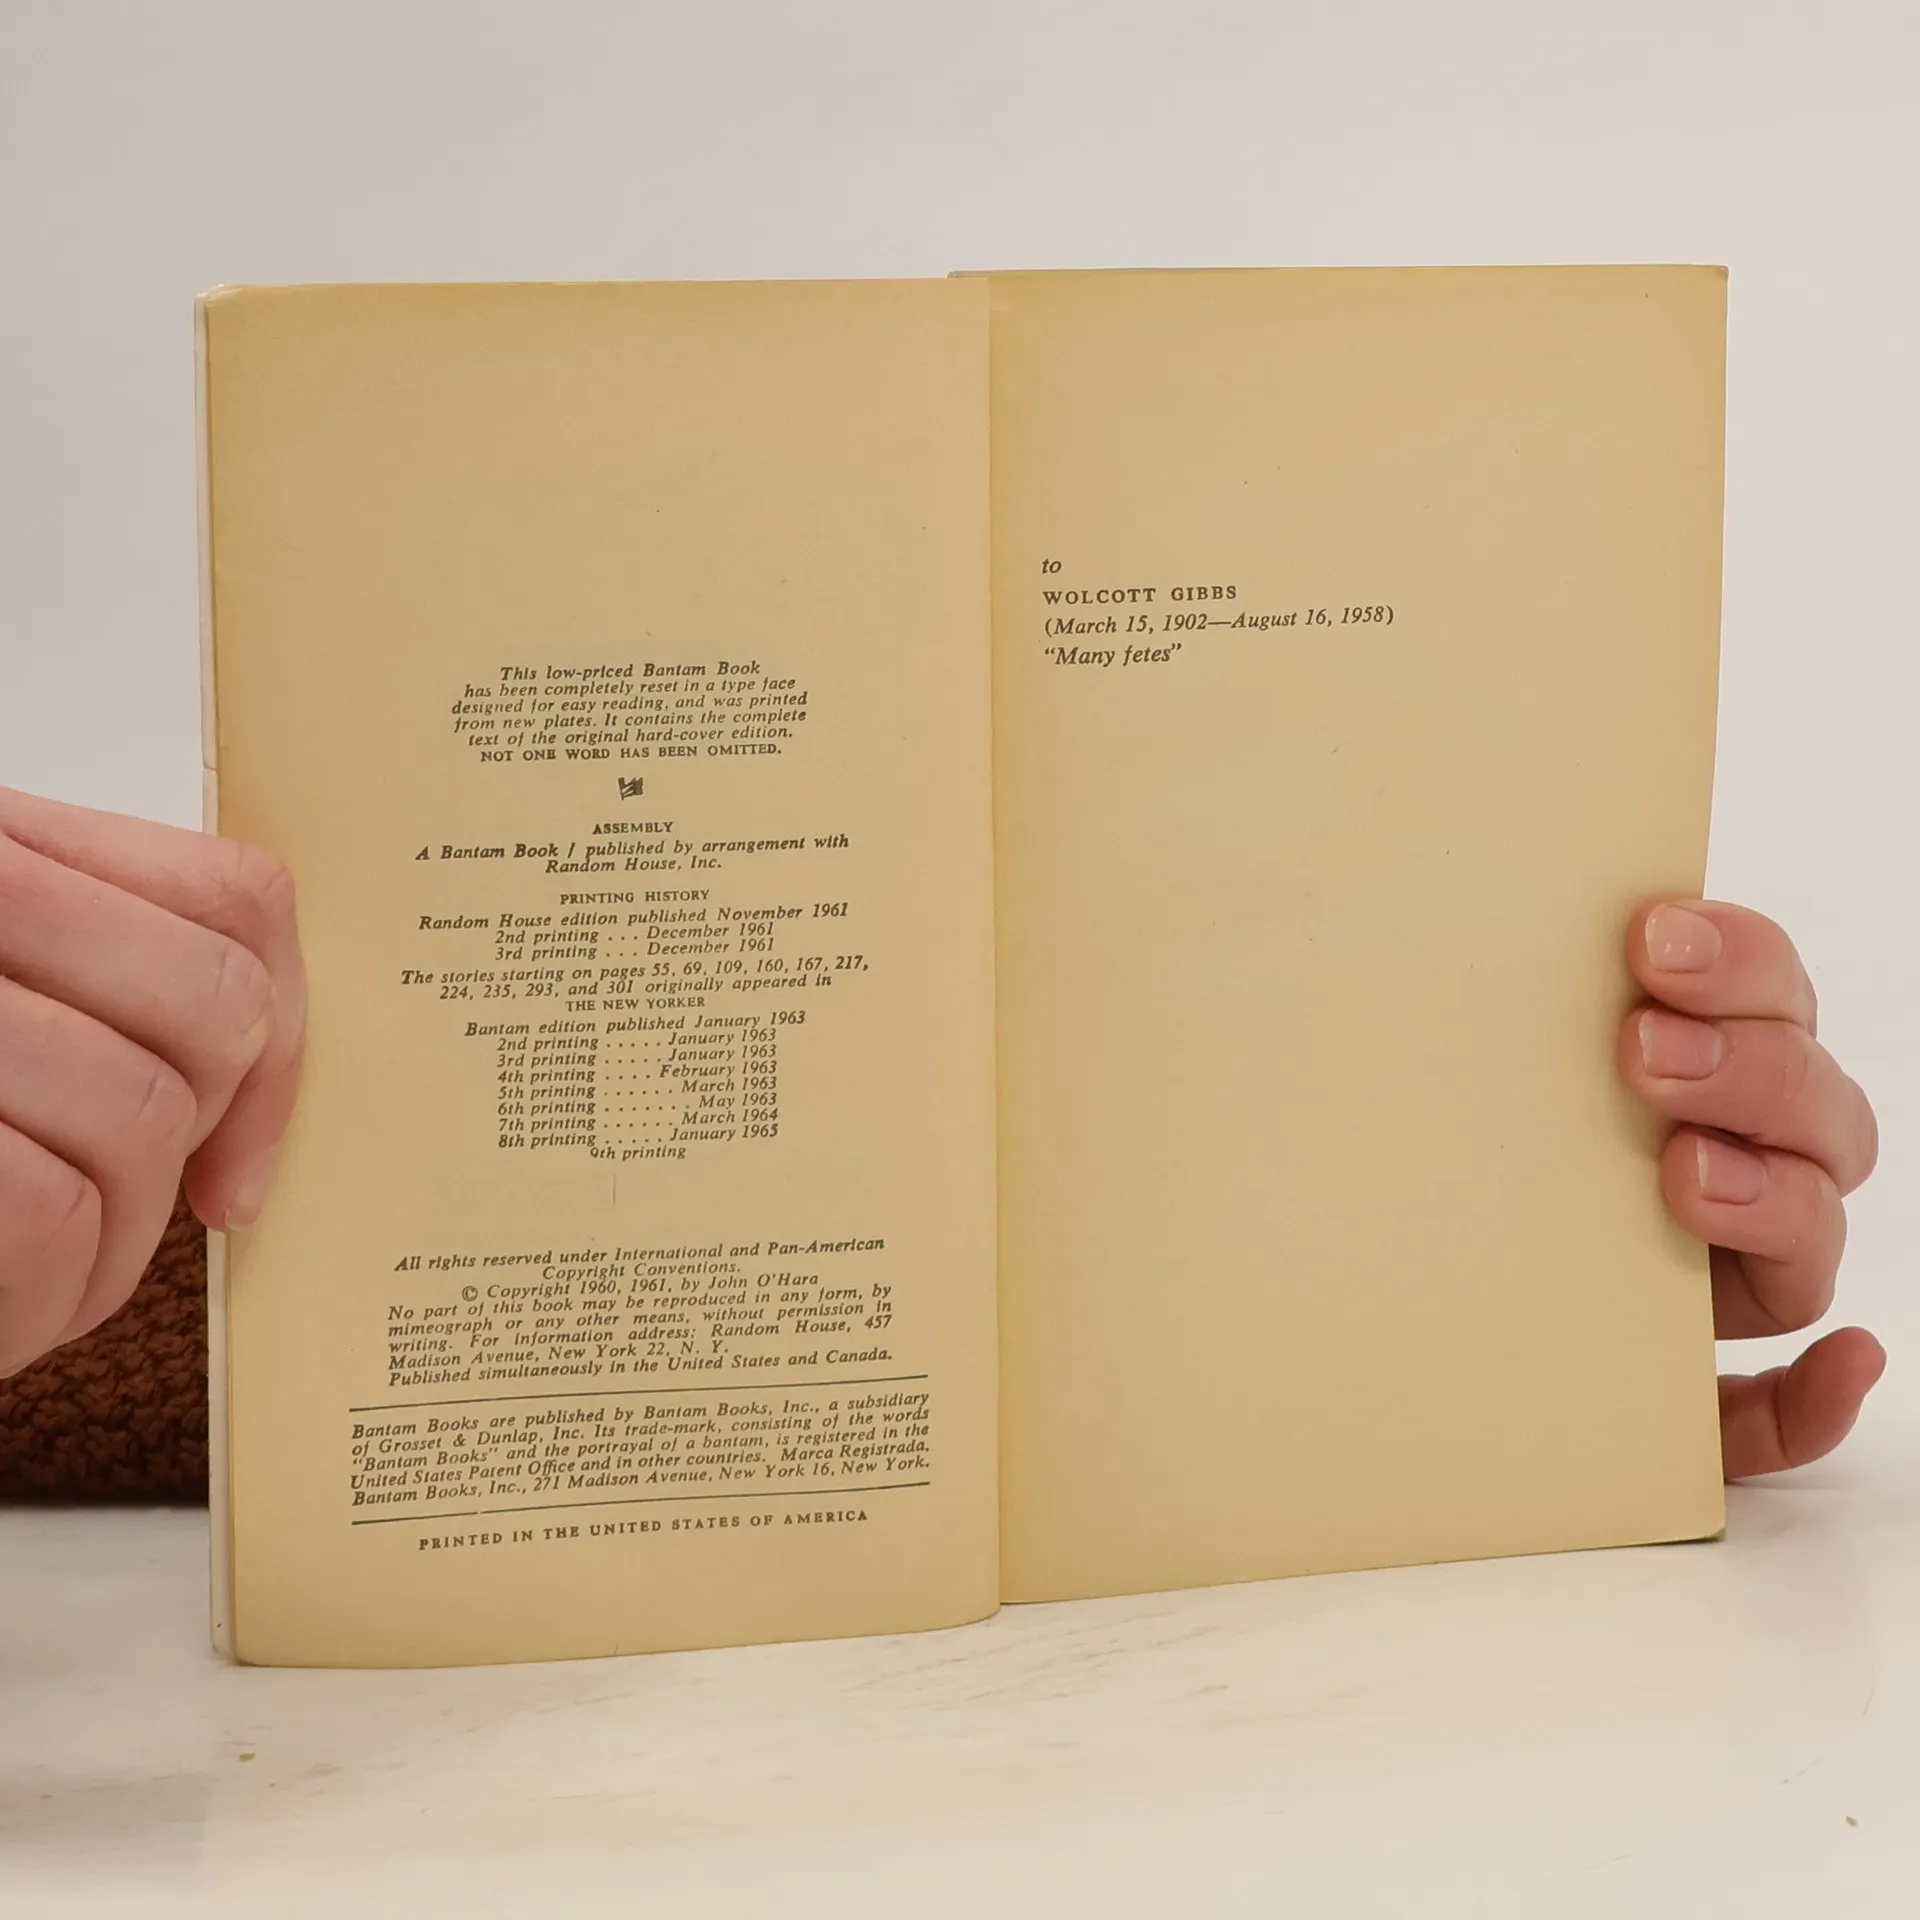 This low-priced Bantam Book
has been completely reset in a type face
designed for easy reading, and was printed
from new plates. It contains the complete
text of the original hard-cover edition.
NOT ONE WORD HAS BEEN OMITTED.
ASSEMBLY
A Bantam Book / published by arrangement with
Random House, Inc.
PRINTING HISTORY
Random House edition published November 1961
2nd printing . . . December 1961
3rd printing . . . December 1961
The stories starting on pages 55, 69, 109, 160, 167, 217,
224, 235, 293, and 301 originally appeared in
THE NEW YORKER
Bantam edition published January 1963
2nd printing . . . . . January 1963
3rd printing . . . . . January 1963
4th printing . . . . February 1963
5th printing . . . . . . March 1963
6th printing . . . . . . . May 1963
7th printing . . . . . . March 1964
8th printing . . . . . January 1965
9th printing
All rights reserved under International and Pan-American
Copyright Conventions.
© Copyright 1960, 1961, by John O'Hara
No part of this book may be reproduced in any form, by
mimeograph or any other means, without permission in
writing. For information address: Random House, 457
Madison Avenue, New York 22, N. Y.
Published simultaneously in the United States and Canada.
Bantam Books are published by Bantam Books, Inc., a subsidiary
of Grosset & Dunlap, Inc. Its trade-mark, consisting of the words
"Bantam Books" and the portrayal of a bantam, is registered in the
United States Patent Office and in other countries. Marca Registrada.
Bantam Books, Inc., 271 Madison Avenue, New York 16, New York.
PRINTED IN THE UNITED STATES OF AMERICA
to
WOLCOTT GIBBS
(March 15, 1902—August 16, 1958)
"Many fetes"